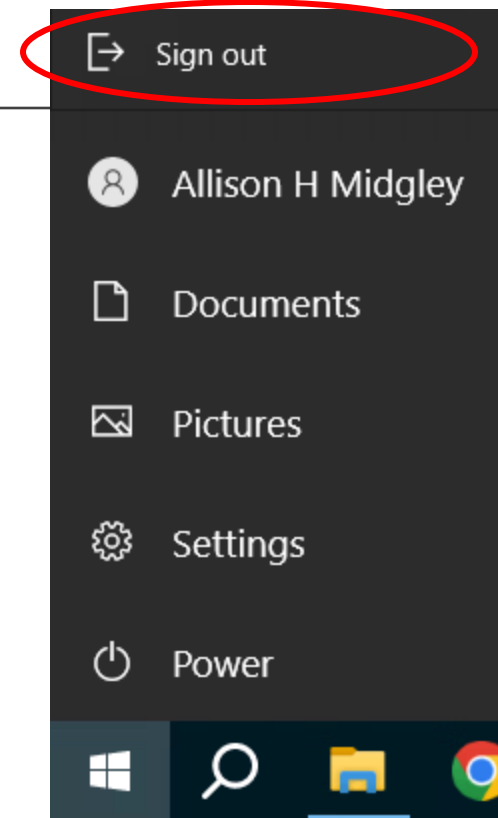 Sign out
Allison H Midgley
Documents
Pictures
Settings
Power